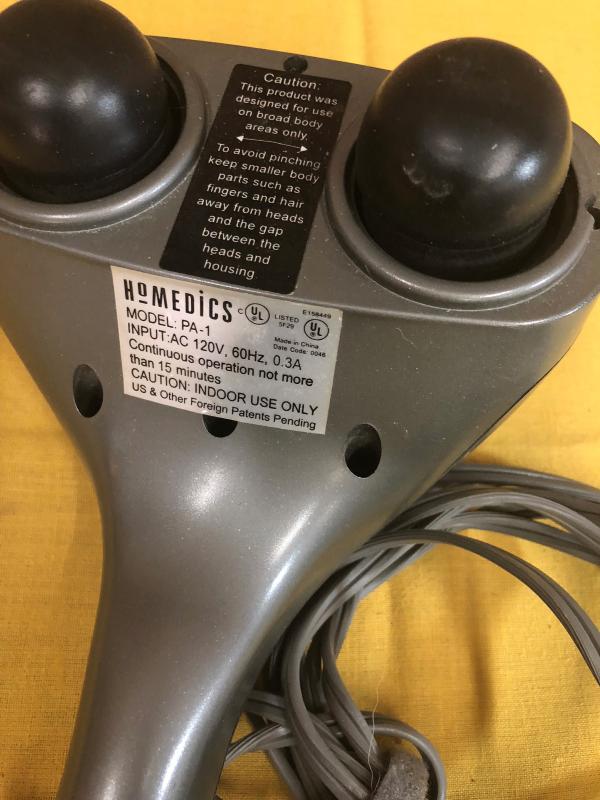 Caution:
This product was
designed for use
on broad body
areas only.
To avoid pinching
keep smaller body
parts such as
fingers and hair
away from heads
and the gap
between the
heads and
housing.
HoMEDiCS
c UL LISTED 5F29 E158449 UL
MODEL: PA-1
Made in China
Date Code: 0046
INPUT:AC 120V, 60Hz, 0.3A
Continuous operation not more
than 15 minutes
CAUTION: INDOOR USE ONLY
US & Other Foreign Patents Pending